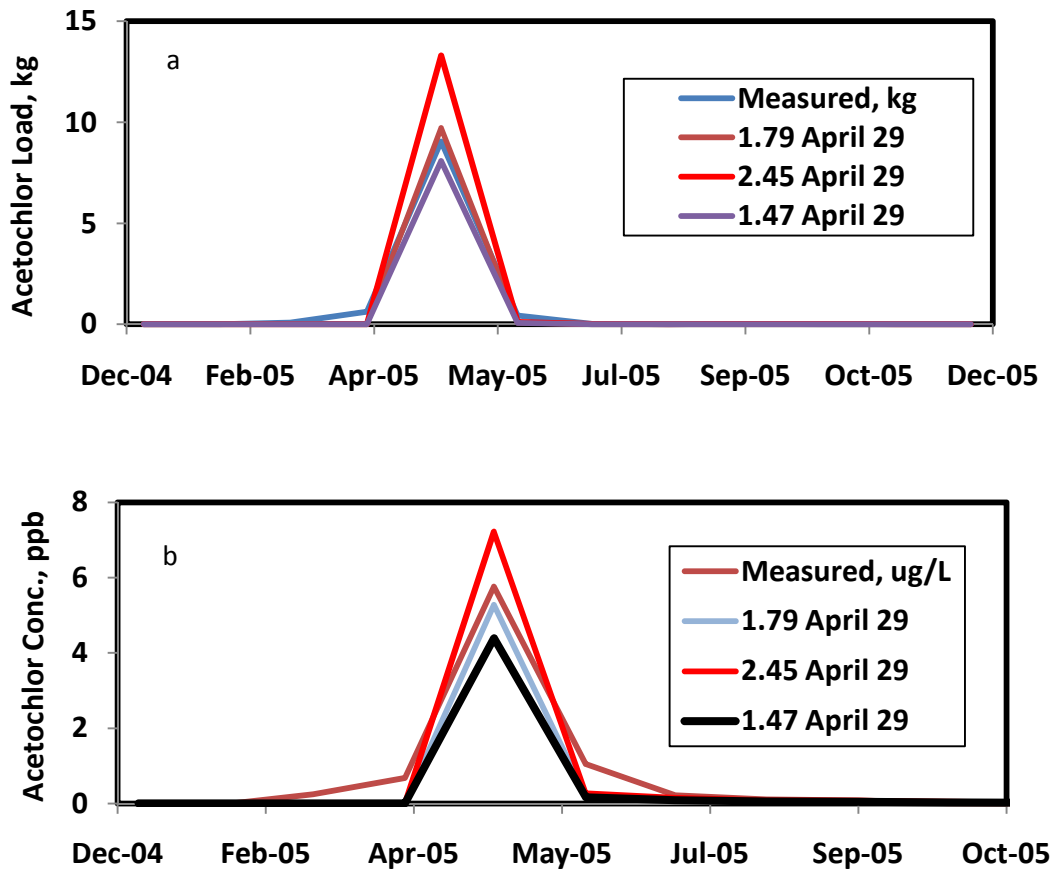 Acetochlor Load, kg
15
10
5
0
a
Measured, kg
1.79 April 29
2.45 April 29
1.47 April 29
Dec-04 Feb-05 Apr-05 May-05 Jul-05 Sep-05 Oct-05 Dec-05
Acetochlor Conc., ppb
8
6
4
2
0
b
Measured, ug/L
1.79 April 29
2.45 April 29
1.47 April 29
Dec-04 Feb-05 Apr-05 May-05 Jul-05 Sep-05 Oct-05